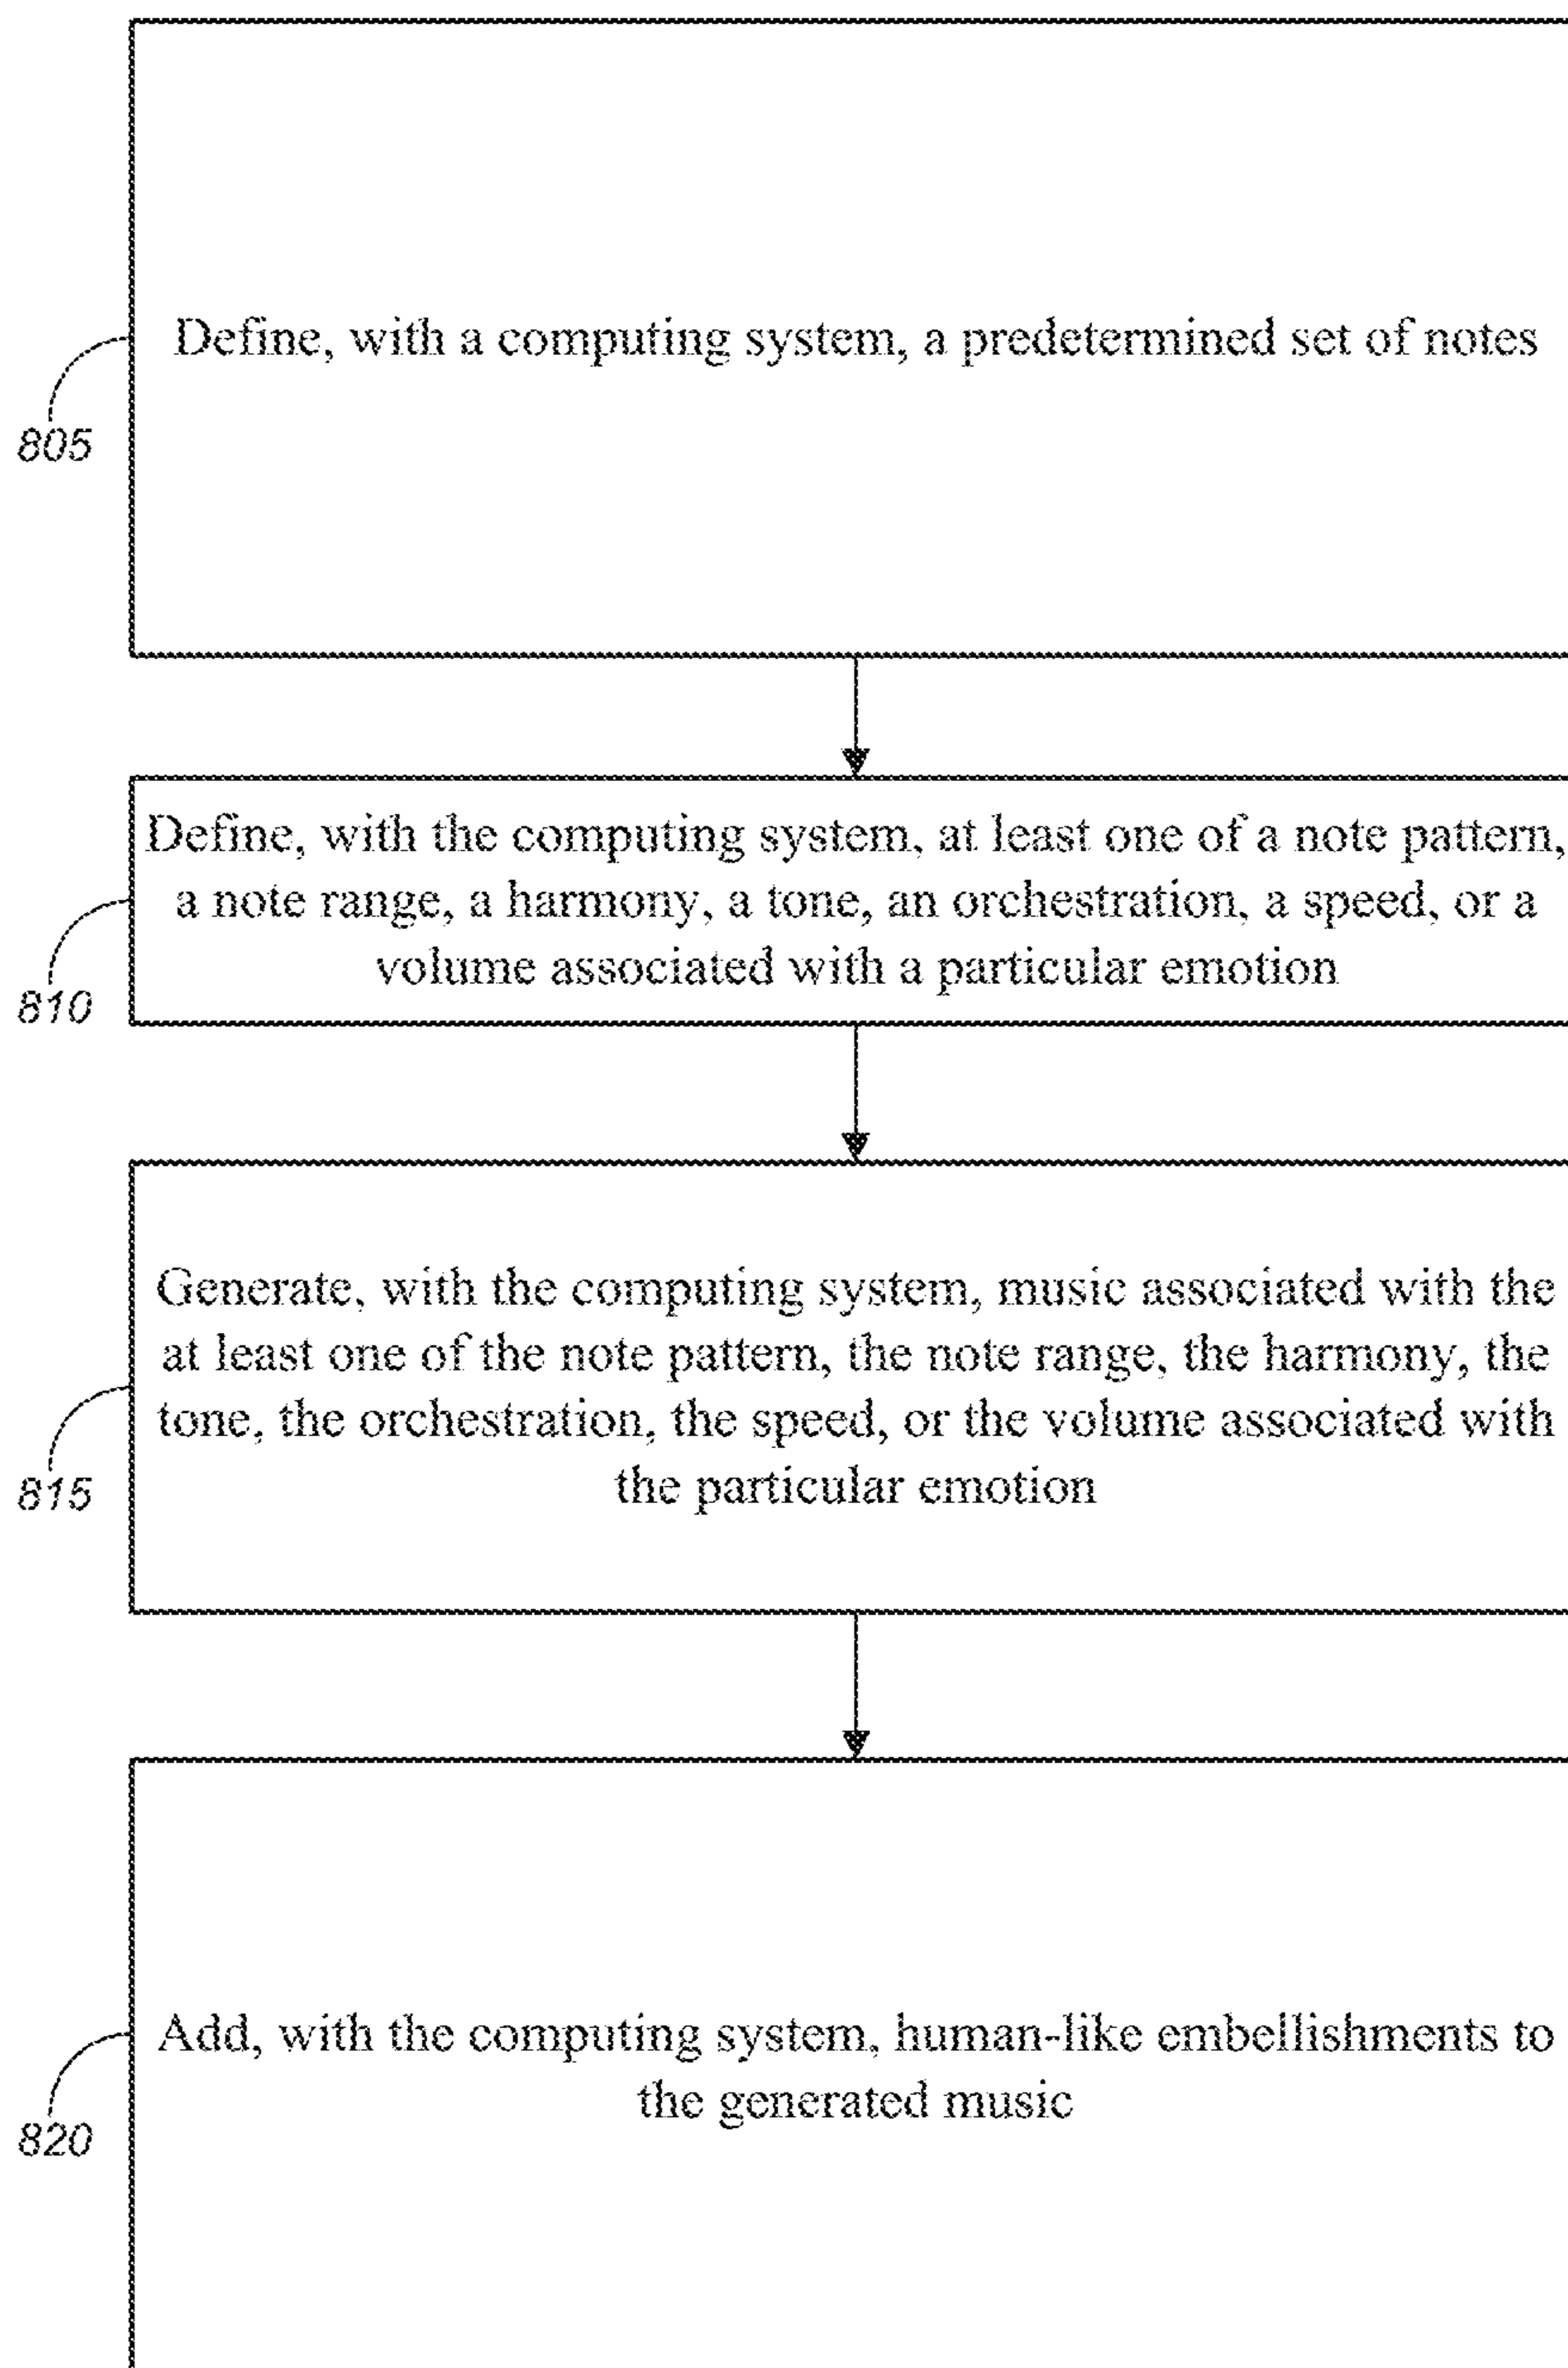 Define, with a computing system, a predetermined set of notes
805
Define, with the computing system, at least one of a note pattern,
a note range, a harmony, a tone, an orchestration, a speed, or a
volume associated with a particular emotion
810
Generate, with the computing system, music associated with the
at least one of the note pattern, the note range, the harmony, the
tone, the orchestration, the speed, or the volume associated with
the particular emotion
815
Add, with the computing system, human-like embellishments to
the generated music
820